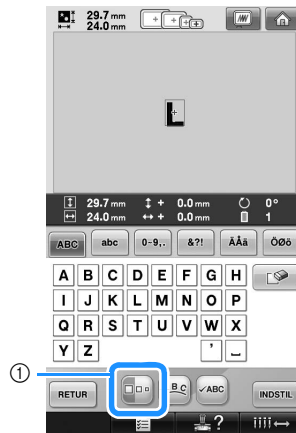 29.7 mm
24.0 mm
L
29.7 mm + 0.0 mm 0°
24.0 mm + 0.0 mm 1
ABC abc 0-9,. &?! ÄÅä ÖØö
A B C D E F G H
I J K L M N O P
Q R S T U V W X
Y Z ' _
①
RETUR B C ✓ABC INDSTIL
?